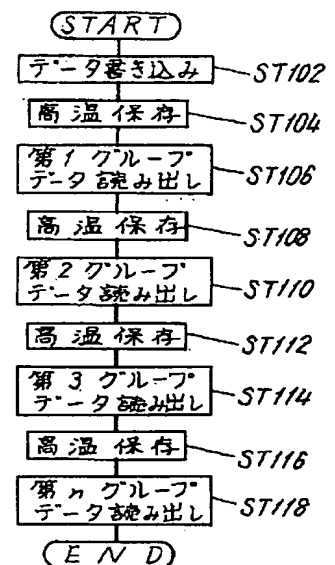 START
データ書き込み ST102
高温保存 ST104
第1グループ
データ読み出し ST106
高温保存 ST108
第2グループ
データ読み出し ST110
高温保存 ST112
第3グループ
データ読み出し ST114
高温保存 ST116
第nグループ
データ読み出し ST118
END